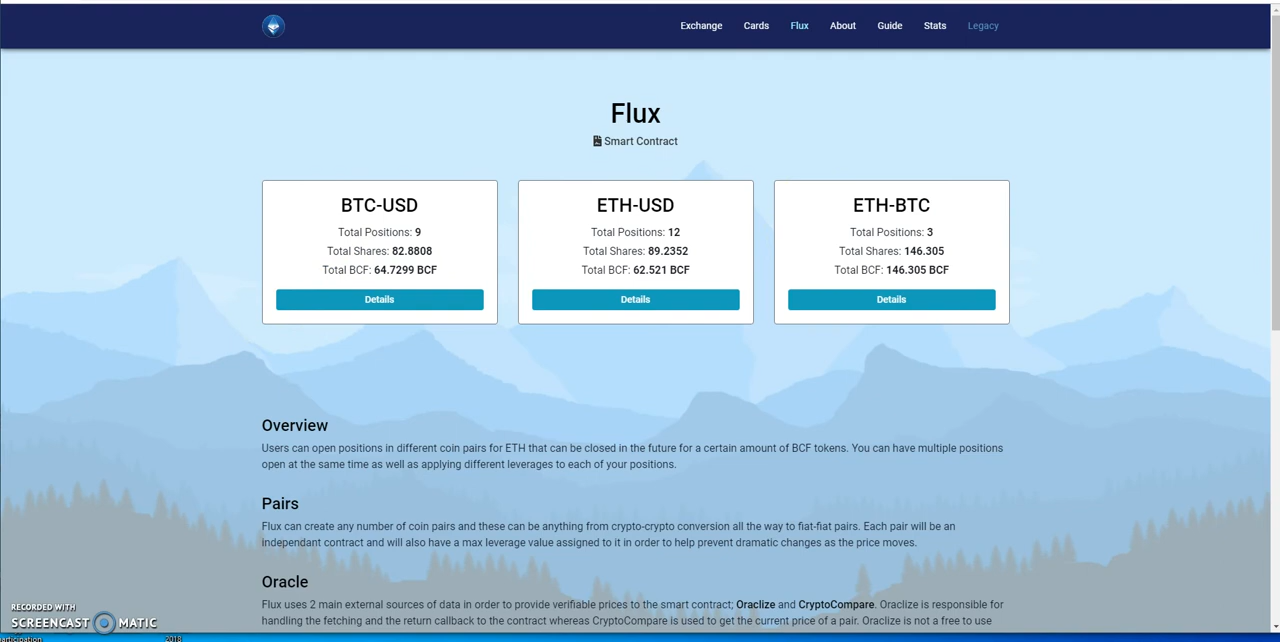 Exchange Cards Flux About Guide Stats Legacy
Flux
Smart Contract
BTC-USD
Total Positions: 9
Total Shares: 82.8808
Total BCF: 64.7299 BCF
Details
ETH-USD
Total Positions: 12
Total Shares: 89.2352
Total BCF: 62.521 BCF
Details
ETH-BTC
Total Positions: 3
Total Shares: 146.305
Total BCF: 146.305 BCF
Details
Overview
Users can open positions in different coin pairs for ETH that can be closed in the future for a certain amount of BCF tokens. You can have multiple positions
open at the same time as well as applying different leverages to each of your positions.
Pairs
Flux can create any number of coin pairs and these can be anything from crypto-crypto conversion all the way to fiat-fiat pairs. Each pair will be an
independant contract and will also have a max leverage value assigned to it in order to help prevent dramatic changes as the price moves.
Oracle
Flux uses 2 main external sources of data in order to provide verifiable prices to the smart contract; Oraclize and CryptoCompare. Oraclize is responsible for
handling the fetching and the return callback to the contract whereas CryptoCompare is used to get the current price of a pair. Oraclize is not a free to use
RECORDED WITH
SCREENCAST MATIC
2018